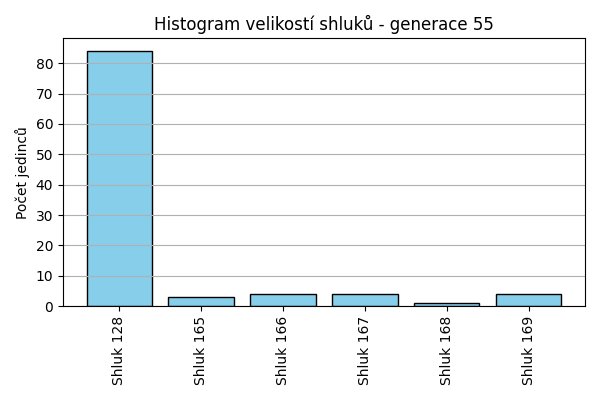 Histogram velikostí shluků - generace 55
Počet jedinců
80
70
60
50
40
30
20
10
0
Shluk 128
Shluk 165
Shluk 166
Shluk 167
Shluk 168
Shluk 169